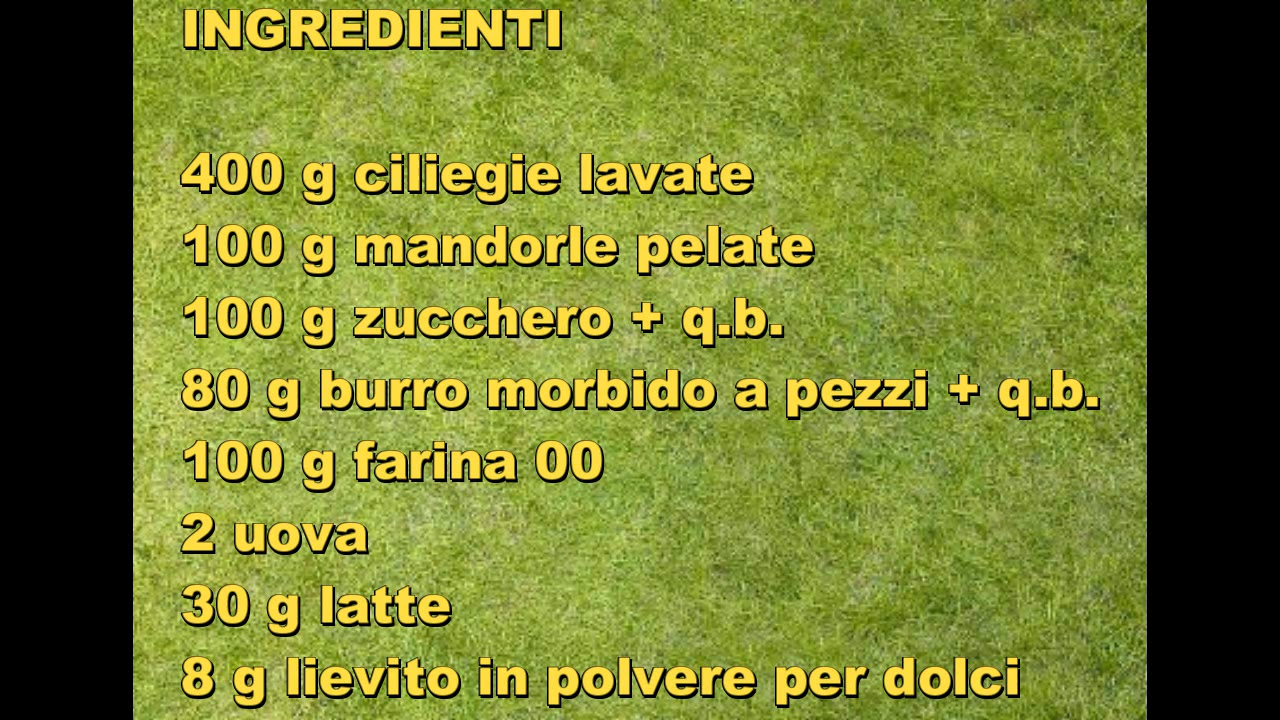 INGREDIENTI
400 g ciliegie lavate
100 g mandorle pelate
100 g zucchero + q.b.
80 g burro morbido a pezzi + q.b.
100 g farina 00
2 uova
30 g latte
8 g lievito in polvere per dolci